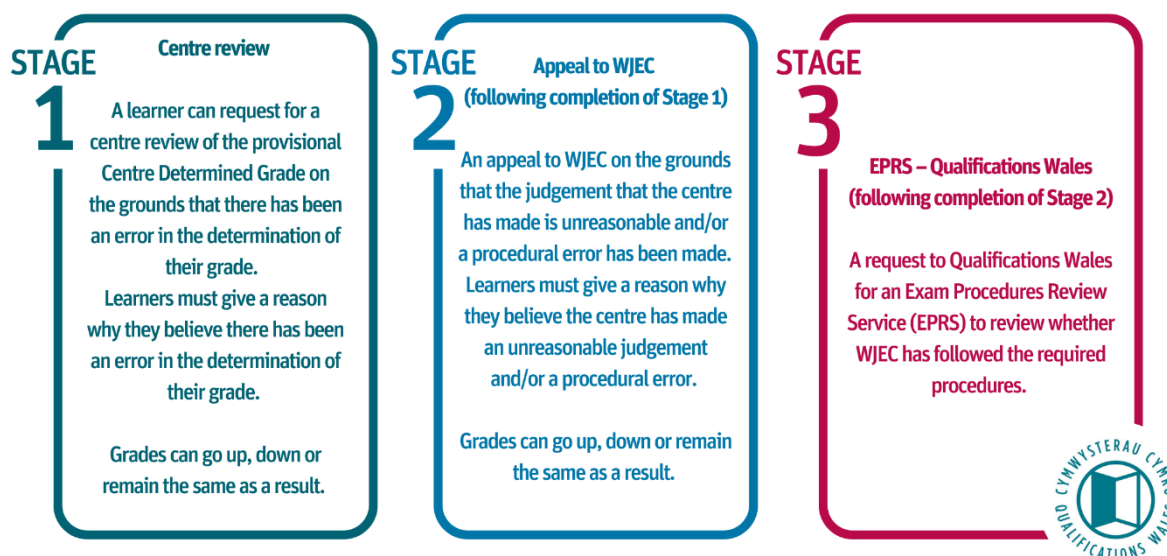 STAGE
1
Centre review
A learner can request for a
centre review of the provisional
Centre Determined Grade on
the grounds that there has been
an error in the determination of
their grade.
Learners must give a reason
why they believe there has been
an error in the determination of
their grade.
Grades can go up, down or
remain the same as a result.
STAGE
2
Appeal to WJEC
(following completion of Stage 1)
An appeal to WJEC on the grounds
that the judgement that the centre
has made is unreasonable and/or
a procedural error has been made.
Learners must give a reason why
they believe the centre has made
an unreasonable judgement
and/or a procedural error.
Grades can go up, down or remain
the same as a result.
STAGE
3
EPRS – Qualifications Wales
(following completion of Stage 2)
A request to Qualifications Wales
for an Exam Procedures Review
Service (EPRS) to review whether
WJEC has followed the required
procedures.
CYMWYSTERAU CYMRU
QUALIFICATIONS WALES